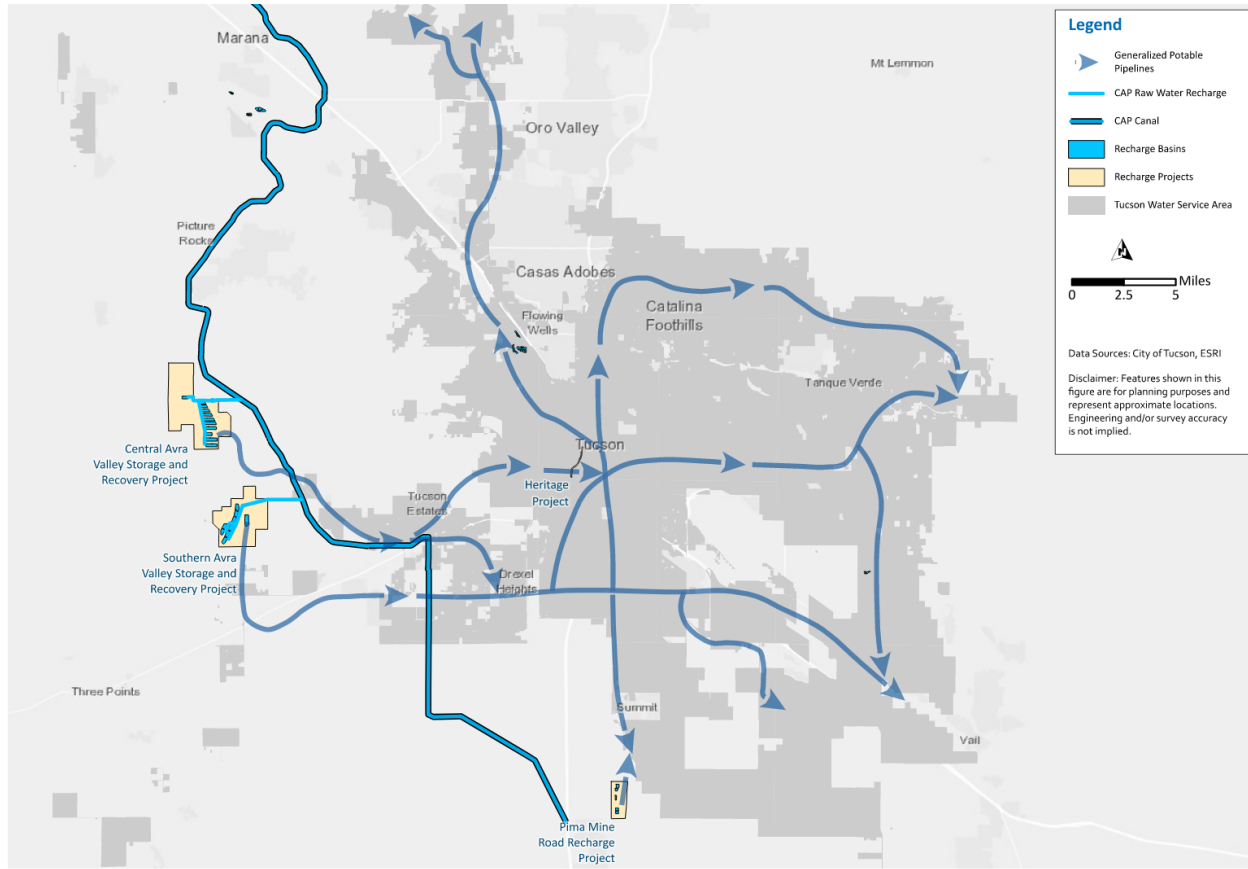 Marana
Mt Lemmon
Oro Valley
Picture
Rocks
Casas Adobes
Catalina
Foothills
Flowing
Wells
Tanque Verde
Tucson
Heritage
Project
Central Avra
Valley Storage and
Recovery Project
Tucson
Estates
Southern Avra
Valley Storage and
Recovery Project
Drexel
Heights
Three Points
Summit
Vail
Pima Mine
Road Recharge
Project
Legend
Generalized Potable
Pipelines
CAP Raw Water Recharge
CAP Canal
Recharge Basins
Recharge Projects
Tucson Water Service Area
Miles
0 2.5 5
Data Sources: City of Tucson, ESRI
Disclaimer: Features shown in this
figure are for planning purposes and
represent approximate locations.
Engineering and/or survey accuracy
is not implied.